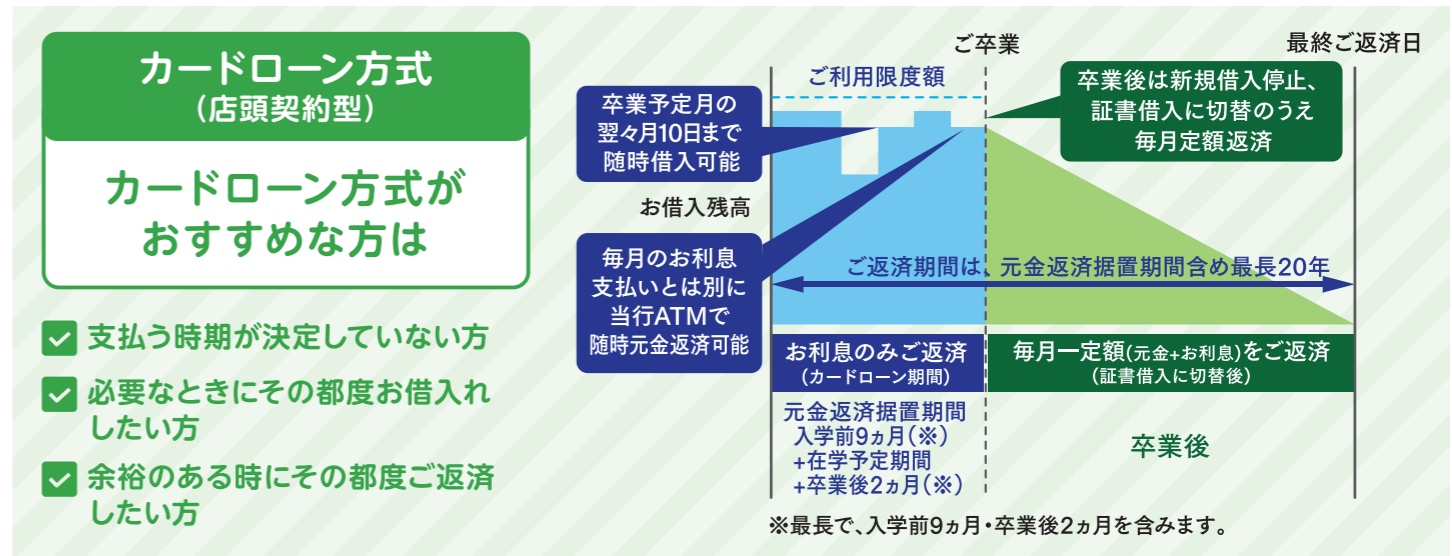 カードローン方式
（店頭契約型）
カードローン方式が
おすすめな方は
支払う時期が決定していない方
必要なときにその都度お借入れ
したい方
余裕のある時にその都度ご返済
したい方
ご卒業
最終ご返済日
ご利用限度額
卒業予定月の
翌々月10日まで
随時借入可能
卒業後は新規借入停止、
証書借入に切替のうえ
毎月定額返済
お借入残高
毎月のお利息
支払いとは別に
当行ATMで
随時元金返済可能
ご返済期間は、元金返済据置期間含め最長20年
お利息のみご返済
（カードローン期間）
毎月一定額(元金+お利息)をご返済
（証書借入に切替後）
元金返済据置期間
入学前9ヵ月（※）
+在学予定期間
+卒業後2ヵ月（※）
卒業後
※最長で、入学前9ヵ月・卒業後2ヵ月を含みます。